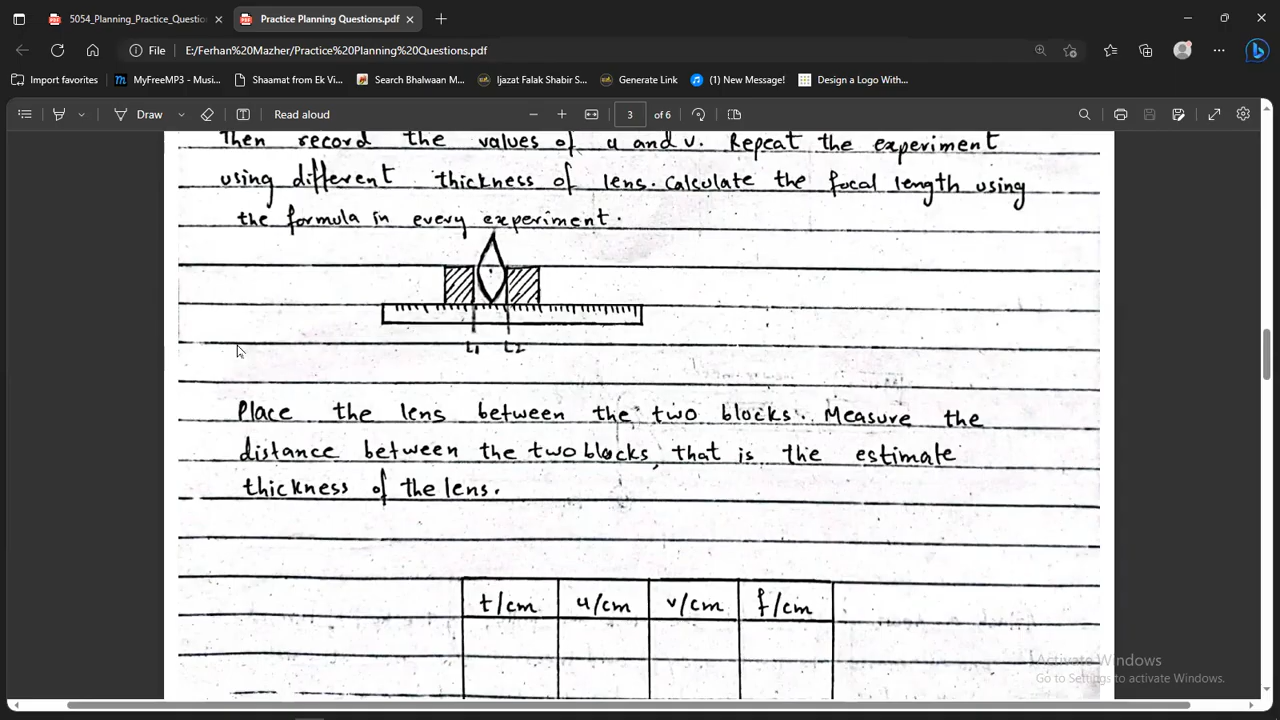 5054_Planning_Practice_Questio
Practice Planning Questions.pdf
File
E:/Ferhan%20Mazher/Practice%20Planning%20Questions.pdf
Import favorites
MyFreeMP3 - Musi...
Shaamat from Ek Vi...
Search Bhalwaan M...
Ijazat Falak Shabir S...
Generate Link
(1) New Message!
Design a Logo With...
Draw
Read aloud
3 of 6
Then record the values of u and v. Repeat the experiment
using different thickness of lens. Calculate the focal length using
the formula in every experiment.
L1 L2
Place the lens between the two blocks. Measure the
distance between the two blocks, that is the estimate
thickness of the lens.
t/cm u/cm v/cm f/cm
Activate Windows
Go to Settings to activate Windows.